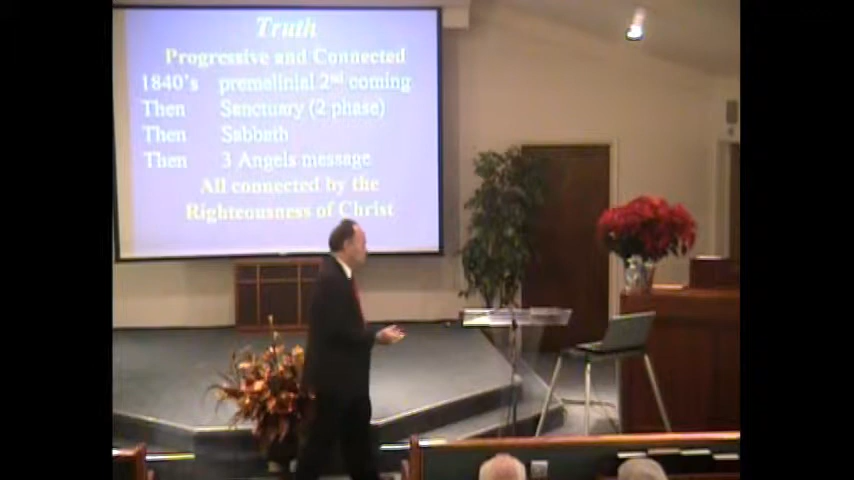 Truth
Progressive and Connected
1840's premelinial 2nd coming
Then Sanctuary (2 phase)
Then Sabbath
Then 3 Angels message
All connected by the
Righteousness of Christ